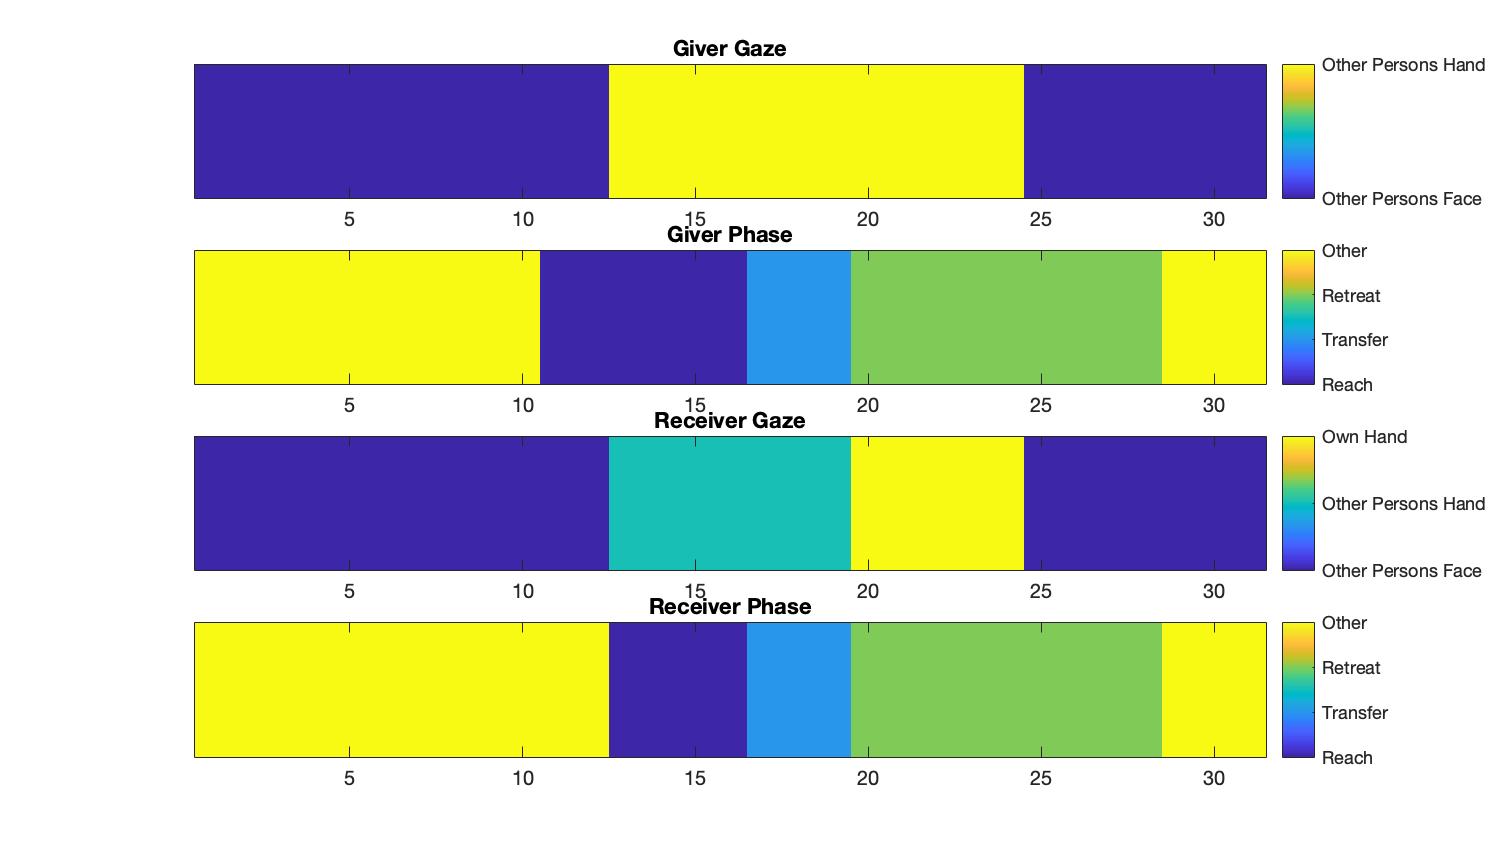 Giver Gaze
Other Persons Hand
Other Persons Face
5 10 15 20 25 30
Giver Phase
Other
Retreat
Transfer
Reach
5 10 15 20 25 30
Receiver Gaze
Own Hand
Other Persons Hand
Other Persons Face
5 10 15 20 25 30
Receiver Phase
Other
Retreat
Transfer
Reach
5 10 15 20 25 30